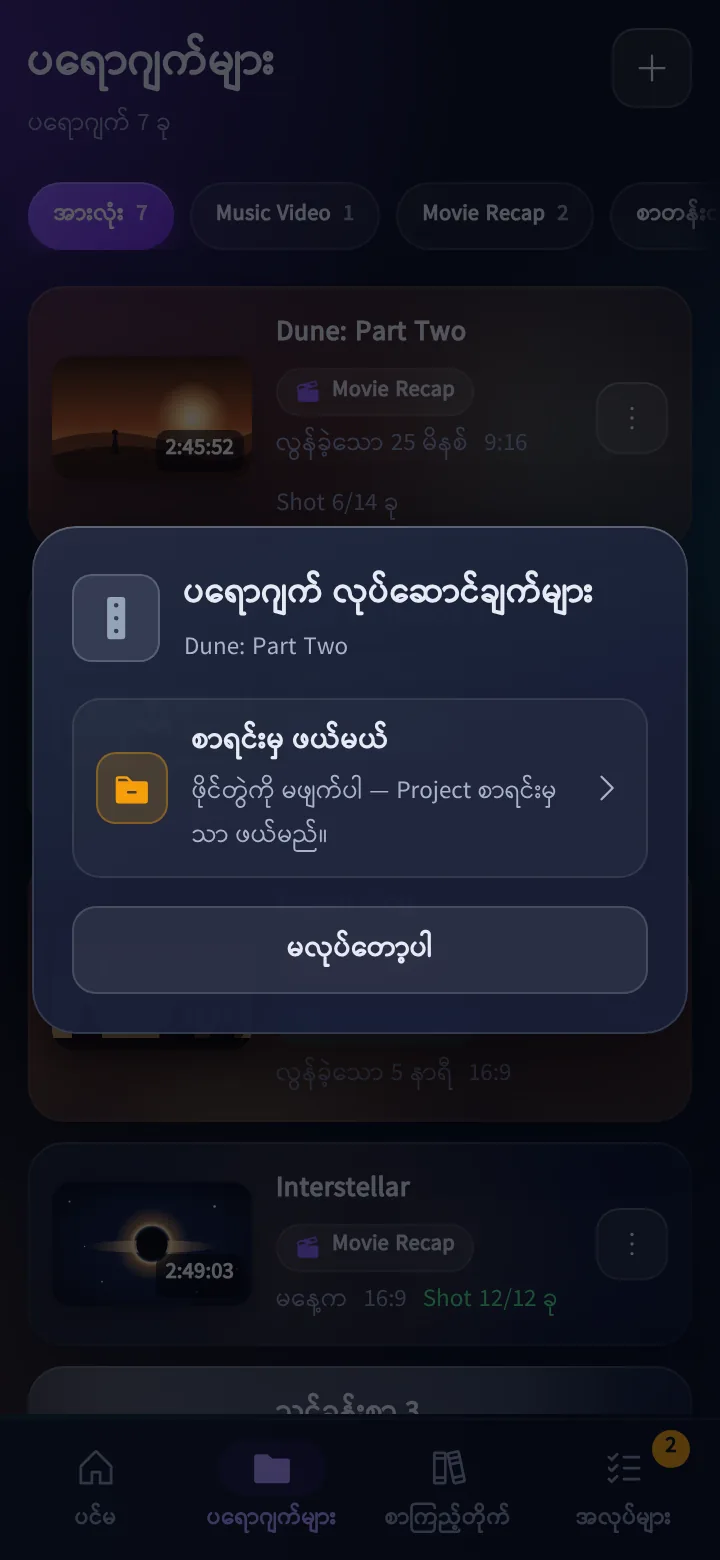 ပရောဂျက်များ
ပရောဂျက် 7 ခု
အားလုံး 7
Music Video 1
Movie Recap 2
Dune: Part Two
Movie Recap
2:45:52
လွန်ခဲ့သော 25 မိနစ် 9:16
Shot 6/14 ခု
ပရောဂျက် လုပ်ဆောင်ချက်များ
Dune: Part Two
စာရင်းမှ ဖယ်မယ်
ဖိုင်တွဲကို မဖျက်ပါ — Project စာရင်းမှ
သာ ဖယ်မည်။
မလုပ်တော့ပါ
လွန်ခဲ့သော 5 နာရီ 16:9
Interstellar
Movie Recap
2:49:03
မနေ့က 16:9 Shot 12/12 ခု
2
ပင်မ
ပရောဂျက်များ
စာကြည့်တိုက်
အလုပ်များ